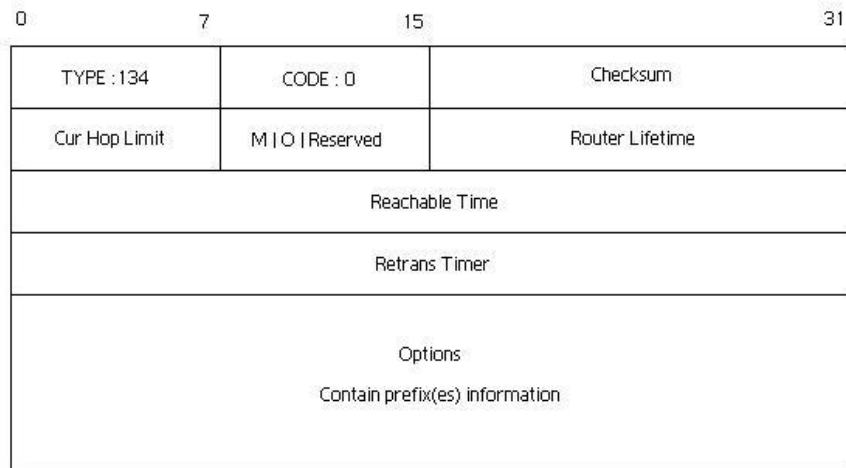 0 7 15 31
TYPE : 134 CODE : 0 Checksum
Cur Hop Limit M | O | Reserved Router Lifetime
Reachable Time
Retrans Timer
Options
Contain prefix(es) information